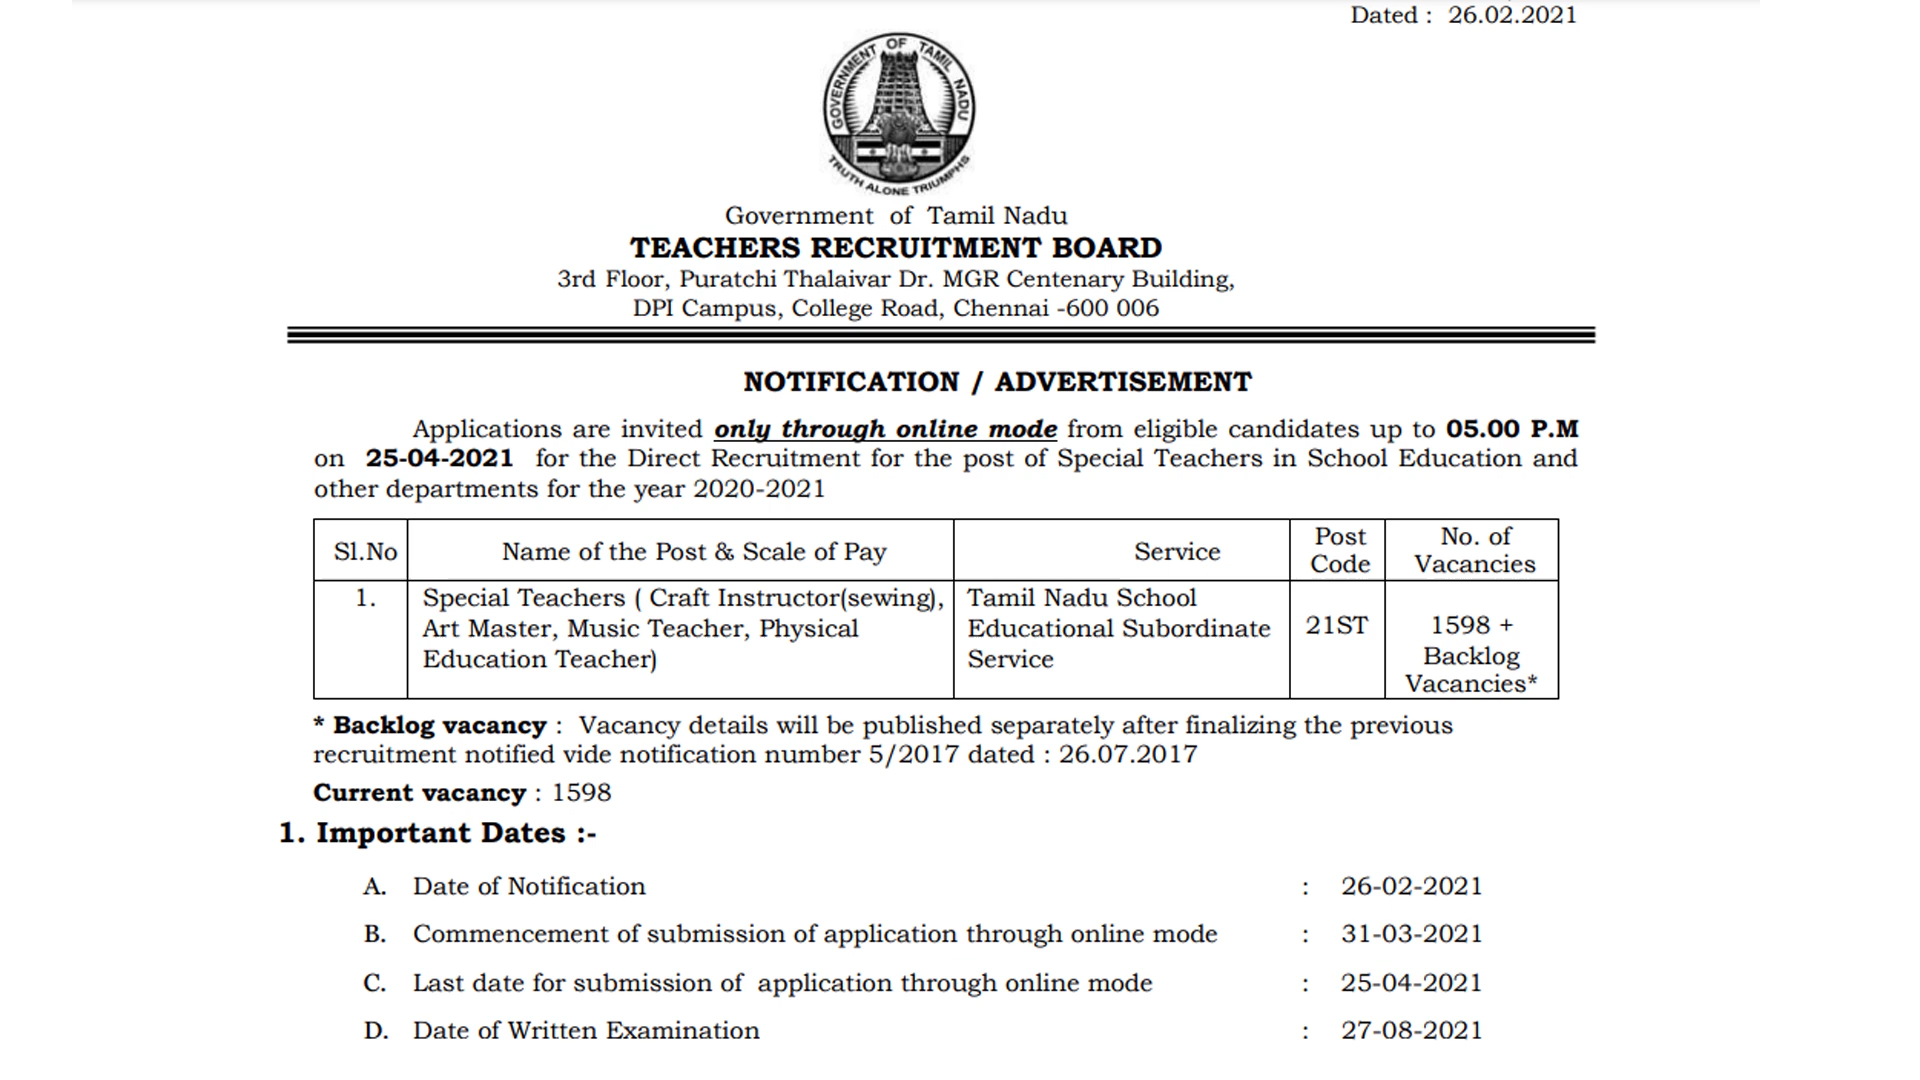 Dated : 26.02.2021
GOVERNMENT OF TAMIL NADU
TRUTH ALONE TRIUMPHS
Government of Tamil Nadu
TEACHERS RECRUITMENT BOARD
3rd Floor, Puratchi Thalaivar Dr. MGR Centenary Building,
DPI Campus, College Road, Chennai -600 006
NOTIFICATION / ADVERTISEMENT
Applications are invited only through online mode from eligible candidates up to 05.00 P.M
on 25-04-2021 for the Direct Recruitment for the post of Special Teachers in School Education and
other departments for the year 2020-2021
Sl.No Name of the Post & Scale of Pay Service Post Code No. of Vacancies
1. Special Teachers ( Craft Instructor(sewing), Art Master, Music Teacher, Physical Education Teacher) Tamil Nadu School Educational Subordinate Service 21ST 1598 + Backlog Vacancies*
* Backlog vacancy : Vacancy details will be published separately after finalizing the previous
recruitment notified vide notification number 5/2017 dated : 26.07.2017
Current vacancy : 1598
1. Important Dates :-
A. Date of Notification : 26-02-2021
B. Commencement of submission of application through online mode : 31-03-2021
C. Last date for submission of application through online mode : 25-04-2021
D. Date of Written Examination : 27-08-2021